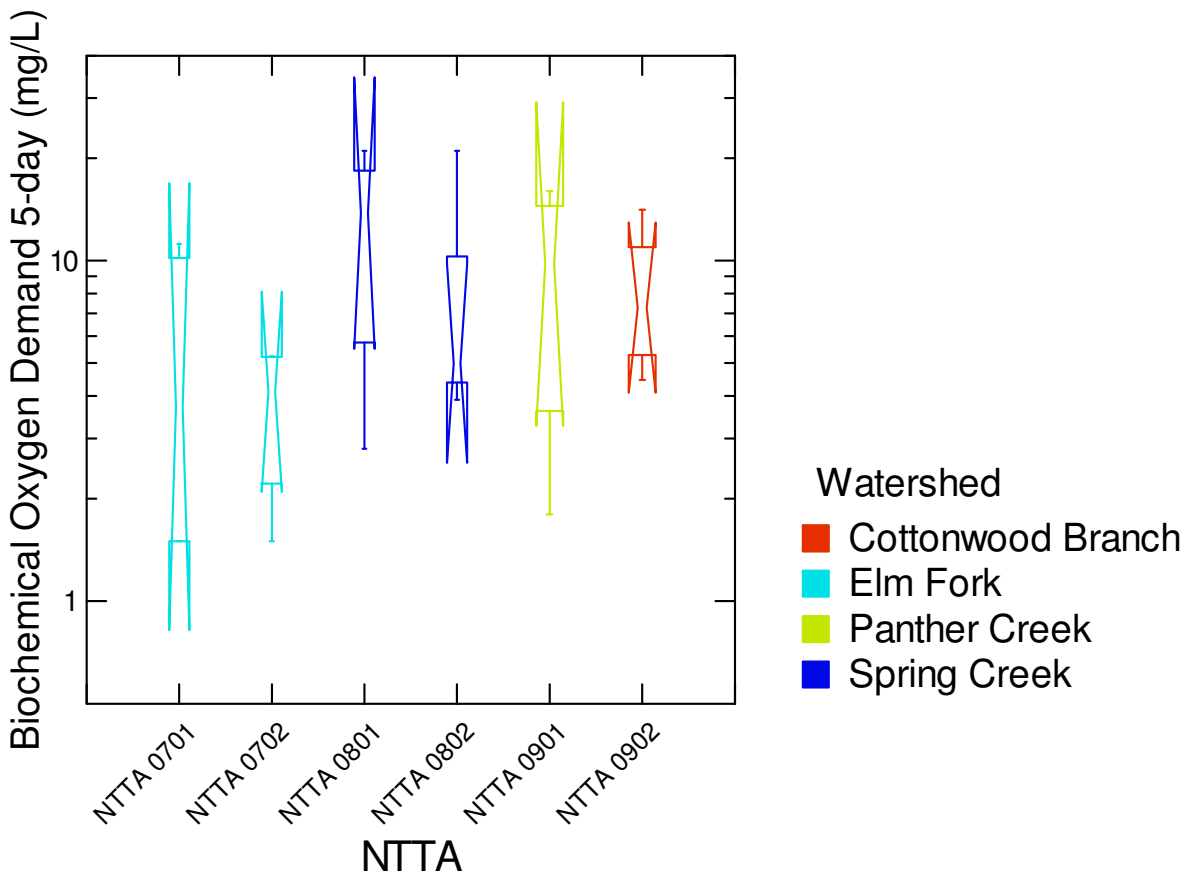 Biochemical Oxygen Demand 5-day (mg/L)
10
1
NTTA 0701
NTTA 0702
NTTA 0801
NTTA 0802
NTTA 0901
NTTA 0902
NTTA
Watershed
Cottonwood Branch
Elm Fork
Panther Creek
Spring Creek